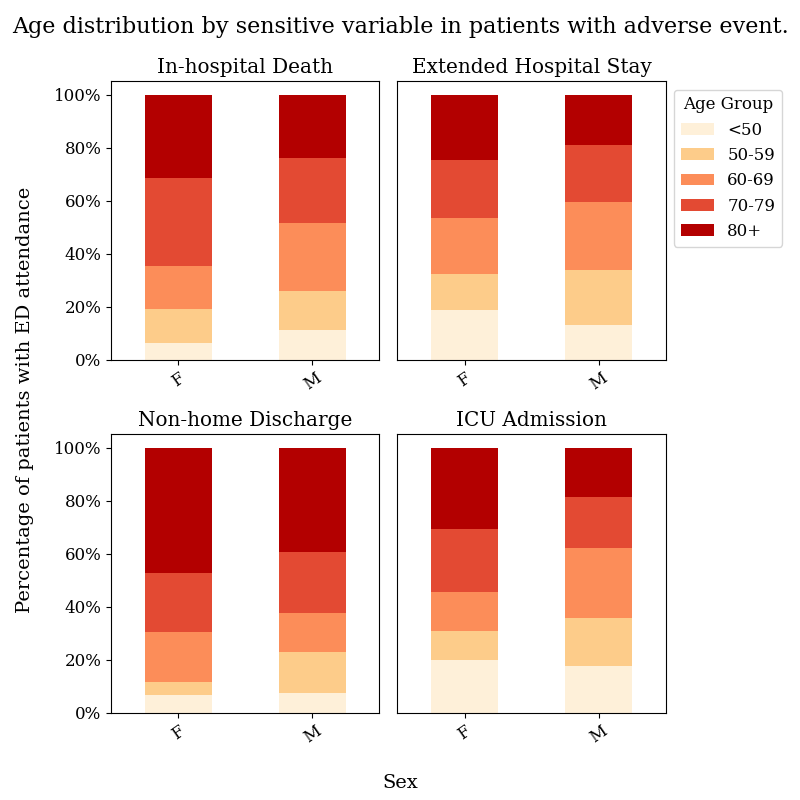 Age distribution by sensitive variable in patients with adverse event.
In-hospital Death
Extended Hospital Stay
100%
80%
60%
40%
20%
0%
F
M
F
M
Age Group
<50
50-59
60-69
70-79
80+
Percentage of patients with ED attendance
Non-home Discharge
ICU Admission
100%
80%
60%
40%
20%
0%
F
M
F
M
Sex